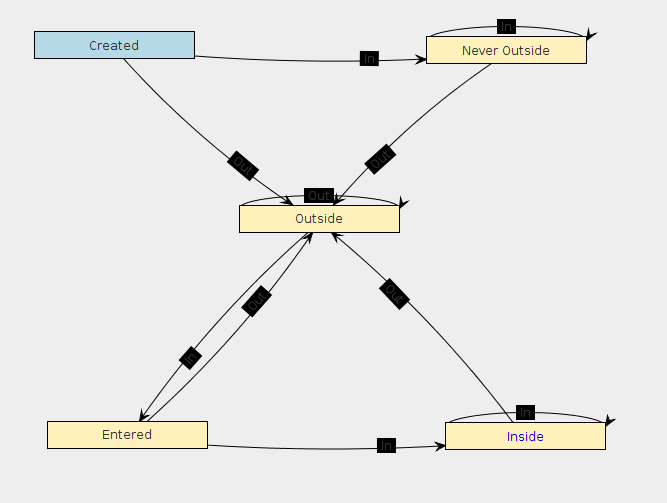 In
Created
Never Outside
In
Out
Out
Out
Outside
Out
Out
In
In
Entered
Inside
In